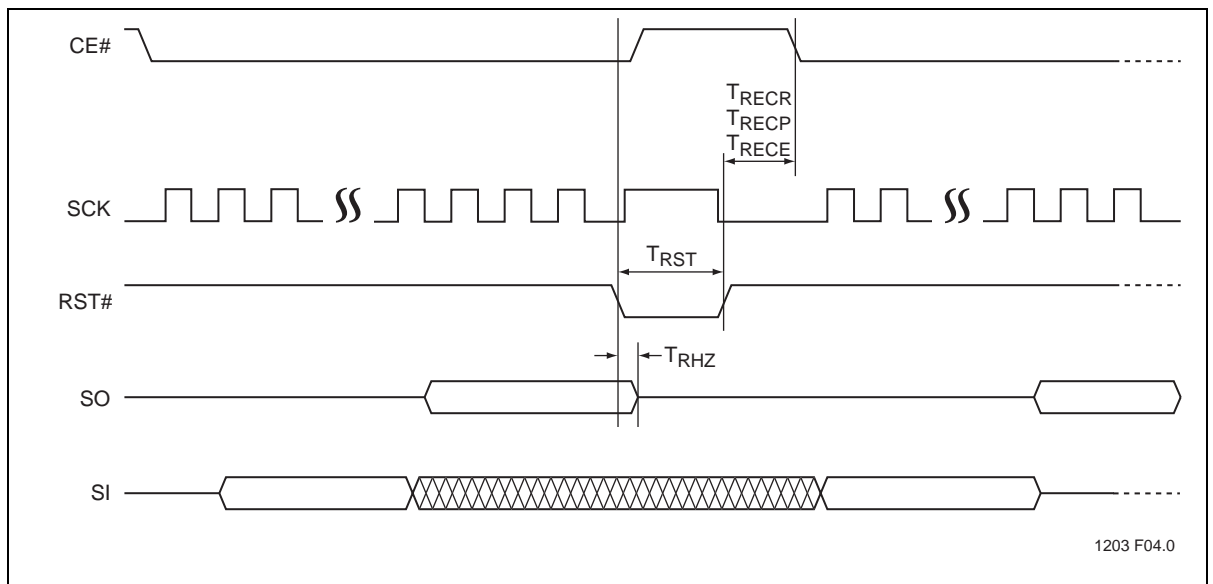 CE#
TRECR
TRECP
TRECE
SCK
TRST
RST#
TRHZ
SO
SI
1203 F04.0